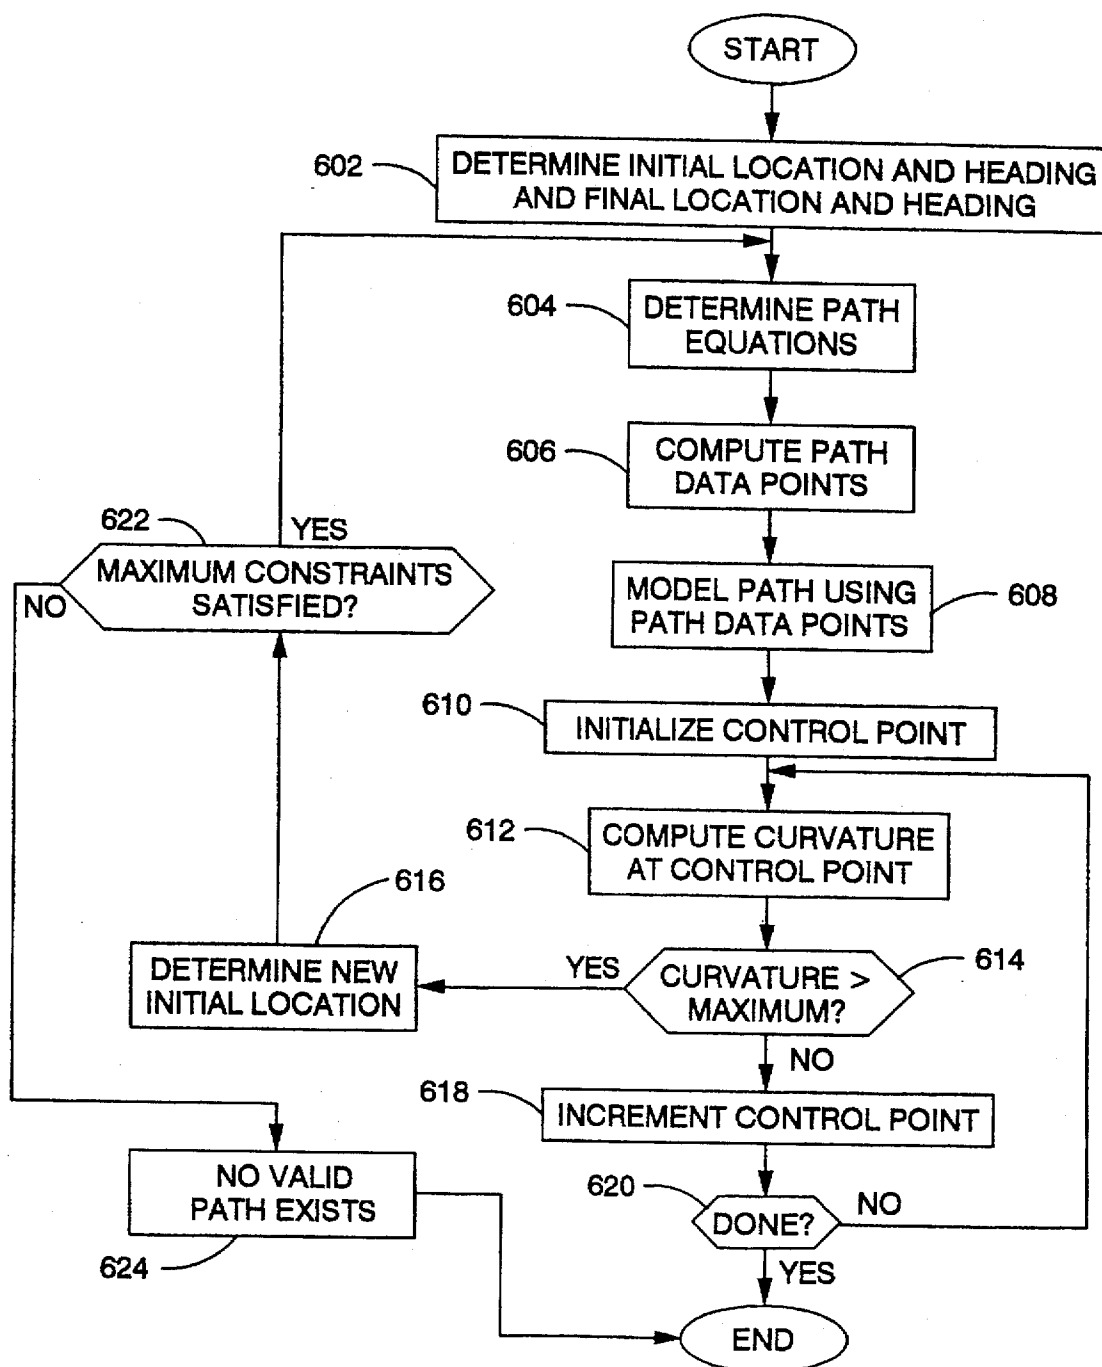 START
602
DETERMINE INITIAL LOCATION AND HEADING
AND FINAL LOCATION AND HEADING
604
DETERMINE PATH
EQUATIONS
606
COMPUTE PATH
DATA POINTS
622
YES
MAXIMUM CONSTRAINTS
SATISFIED?
NO
MODEL PATH USING
PATH DATA POINTS
608
610
INITIALIZE CONTROL POINT
612
COMPUTE CURVATURE
AT CONTROL POINT
616
DETERMINE NEW
INITIAL LOCATION
YES
CURVATURE >
MAXIMUM?
614
NO
618
INCREMENT CONTROL POINT
NO VALID
PATH EXISTS
624
620
DONE?
NO
YES
END